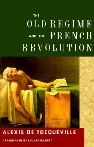 THE
OLD REGIME
AND THE FRENCH
REVOLUTION
ALEXIS DE TOCQUEVILLE